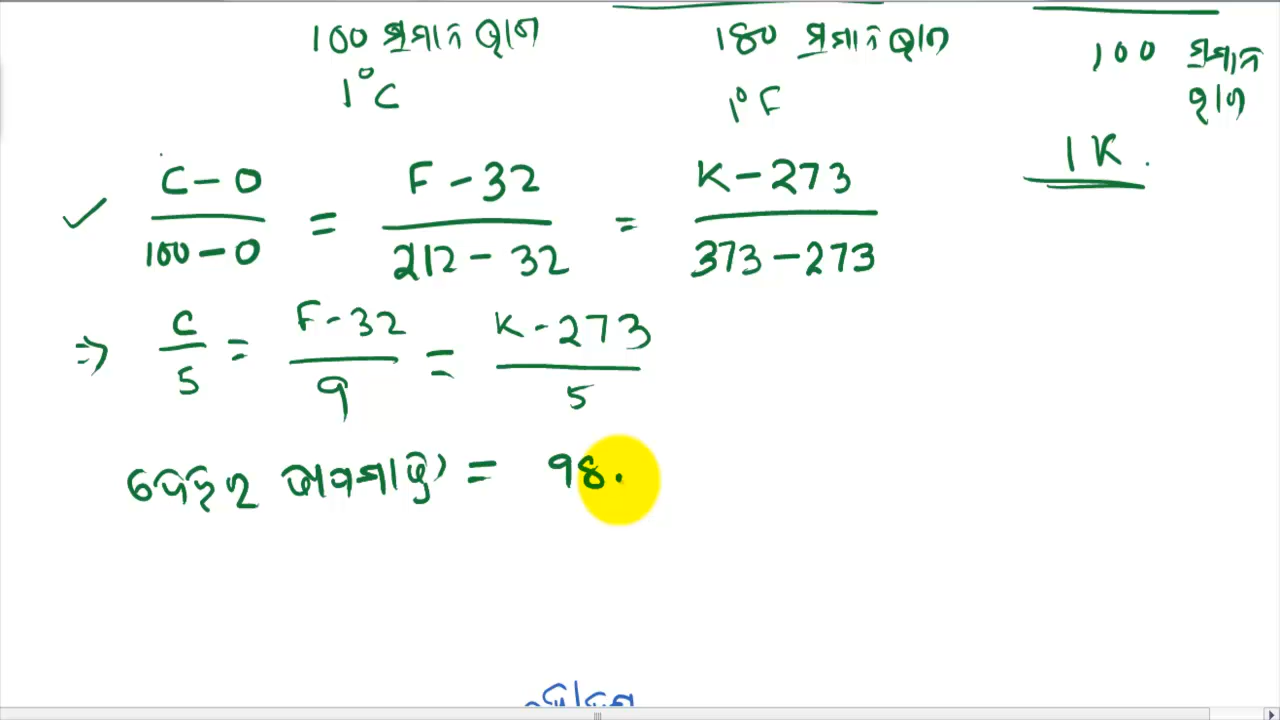 100 ସମାନ ଭାଗ 180 ସମାନ ଭାଗ 100 ସମାନ ଭାଗ
1°C 1°F 1K.
✓ C-0/100-0 = F-32/212-32 = K-273/373-273
⇒ C/5 = F-32/9 = K-273/5
ଦେହର ତାପମାତ୍ରା = 98.